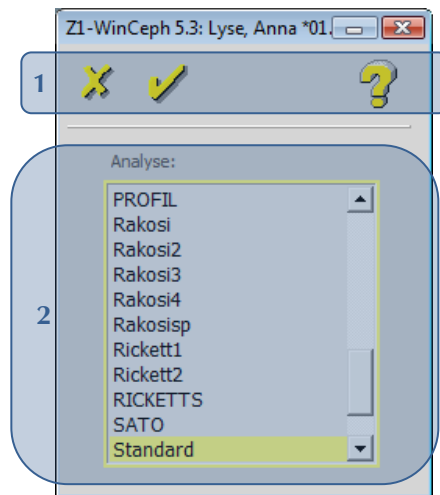 Z1-WinCeph 5.3: Lyse, Anna *01.
1
Analyse:
PROFIL
Rakosi
Rakosi2
Rakosi3
Rakosi4
Rakosisp
2
Rickett1
Rickett2
RICKETTS
SATO
Standard